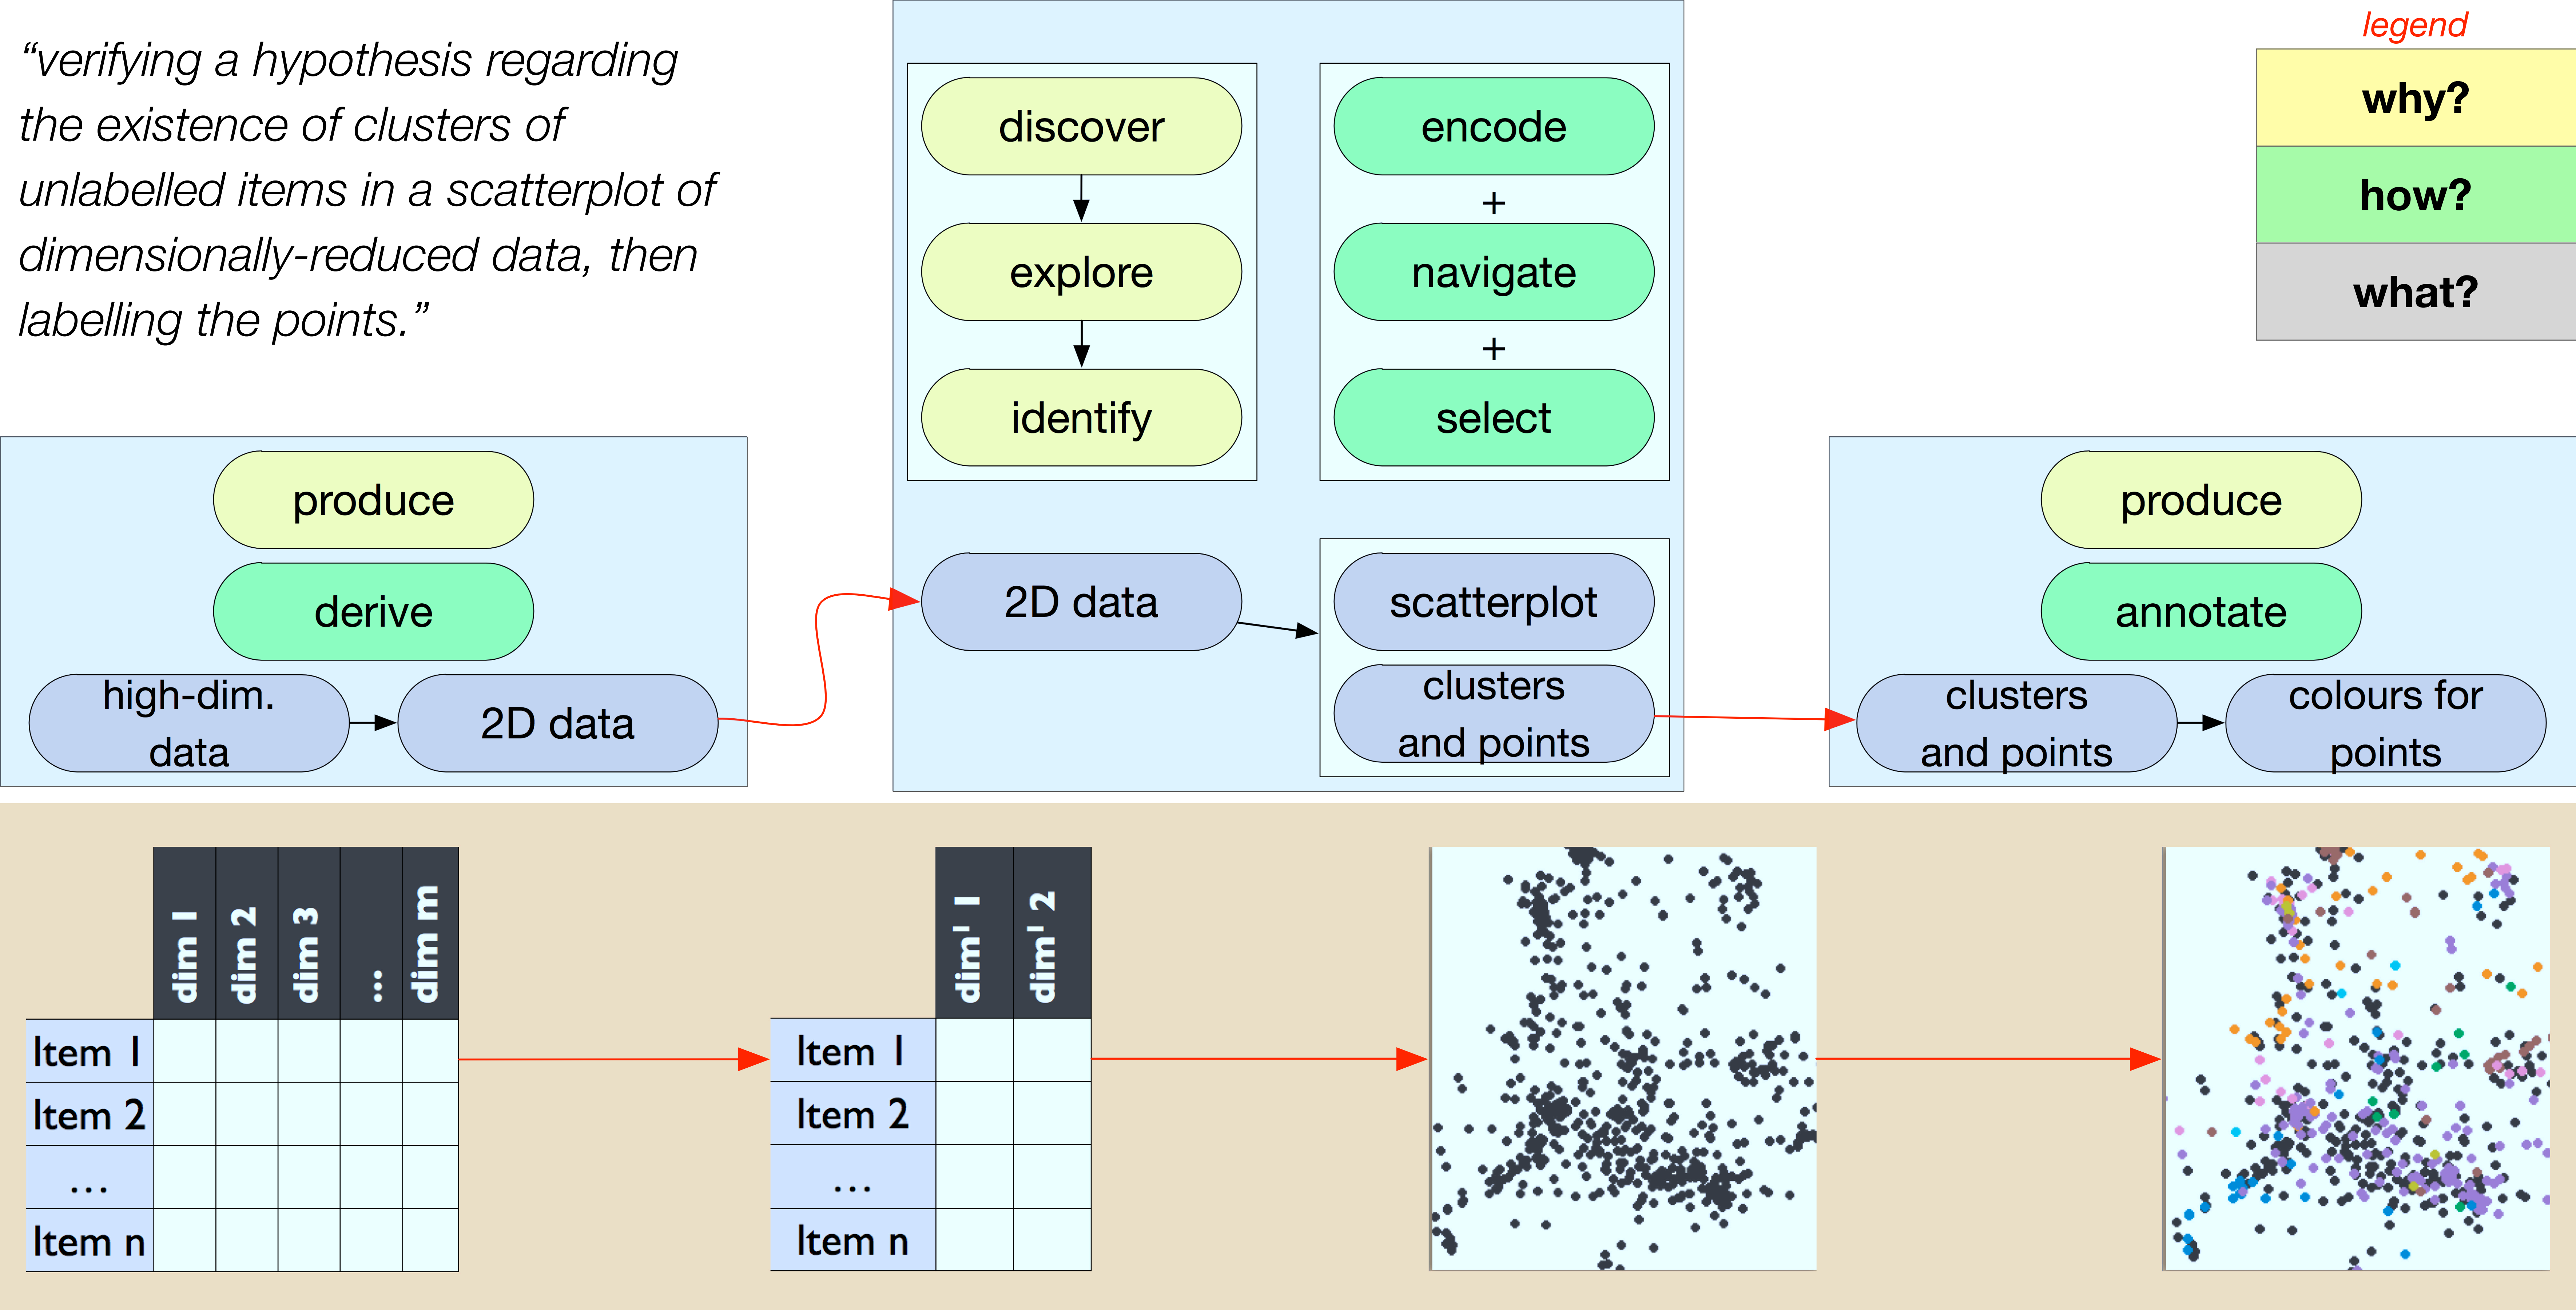 “verifying a hypothesis regarding
the existence of clusters of
unlabelled items in a scatterplot of
dimensionally-reduced data, then
labelling the points.”
discover
explore
identify
encode
+
navigate
+
select
legend
why?
how?
what?
produce
derive
high-dim.
data
2D data
2D data
scatterplot
clusters
and points
produce
annotate
clusters
and points
colours for
points
dim 1
dim 2
dim 3
...
dim m
Item 1
Item 2
...
Item n
dim' 1
dim' 2
Item 1
Item 2
...
Item n